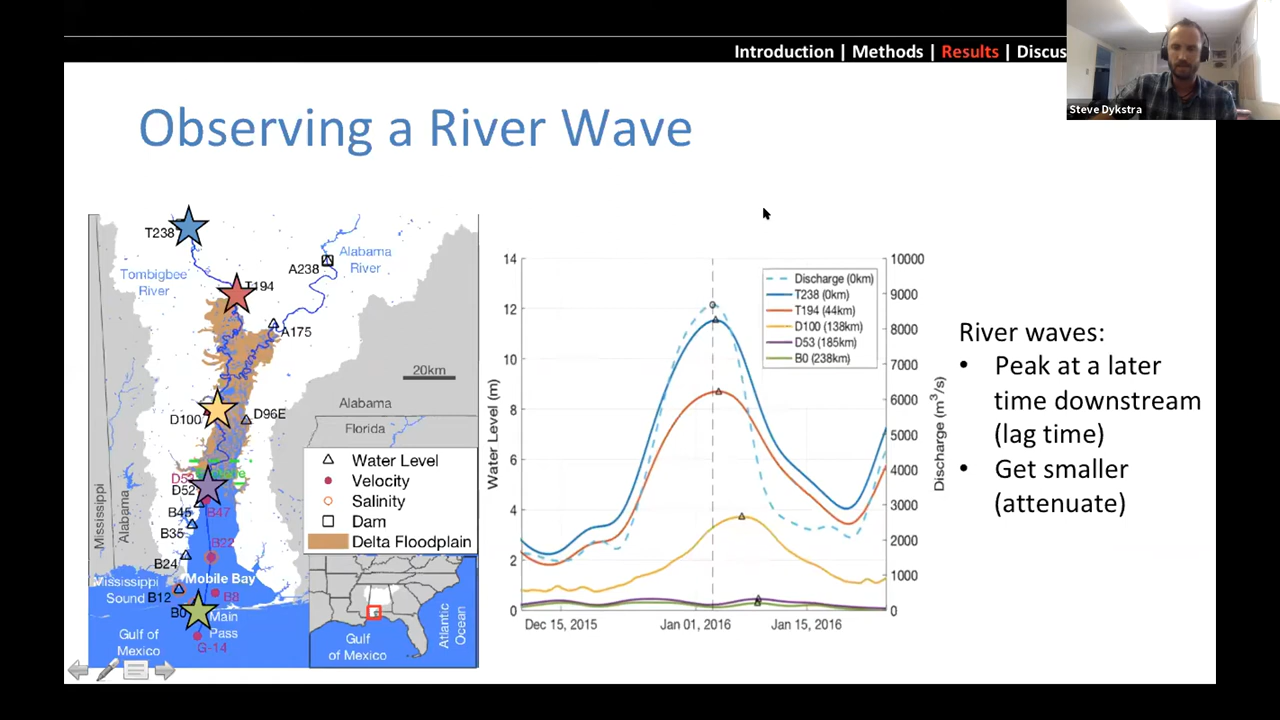 Introduction | Methods | Results | Discus
Steve Dykstra
Observing a River Wave
T238
Tombigbee
River
T194
A238
Alabama
River
A175
20km
D100
D96E
Alabama
Florida
D52
B45
B47
B35
B22
B24
Mississippi
Alabama
Mississippi
Sound
Mobile Bay
B12
B8
B0
Main
Pass
Gulf of
Mexico
G-14
Water Level
Velocity
Salinity
Dam
Delta Floodplain
Gulf
of Mexico
Atlantic
Ocean
Water Level (m)
14
12
10
8
6
4
2
0
Dec 15, 2015
Jan 01, 2016
Jan 15, 2016
10000
9000
8000
7000
6000
5000
4000
3000
2000
1000
0
Discharge (m³/s)
Discharge (0km)
T238 (0km)
T194 (44km)
D100 (138km)
D53 (185km)
B0 (238km)
River waves:
• Peak at a later
time downstream
(lag time)
• Get smaller
(attenuate)